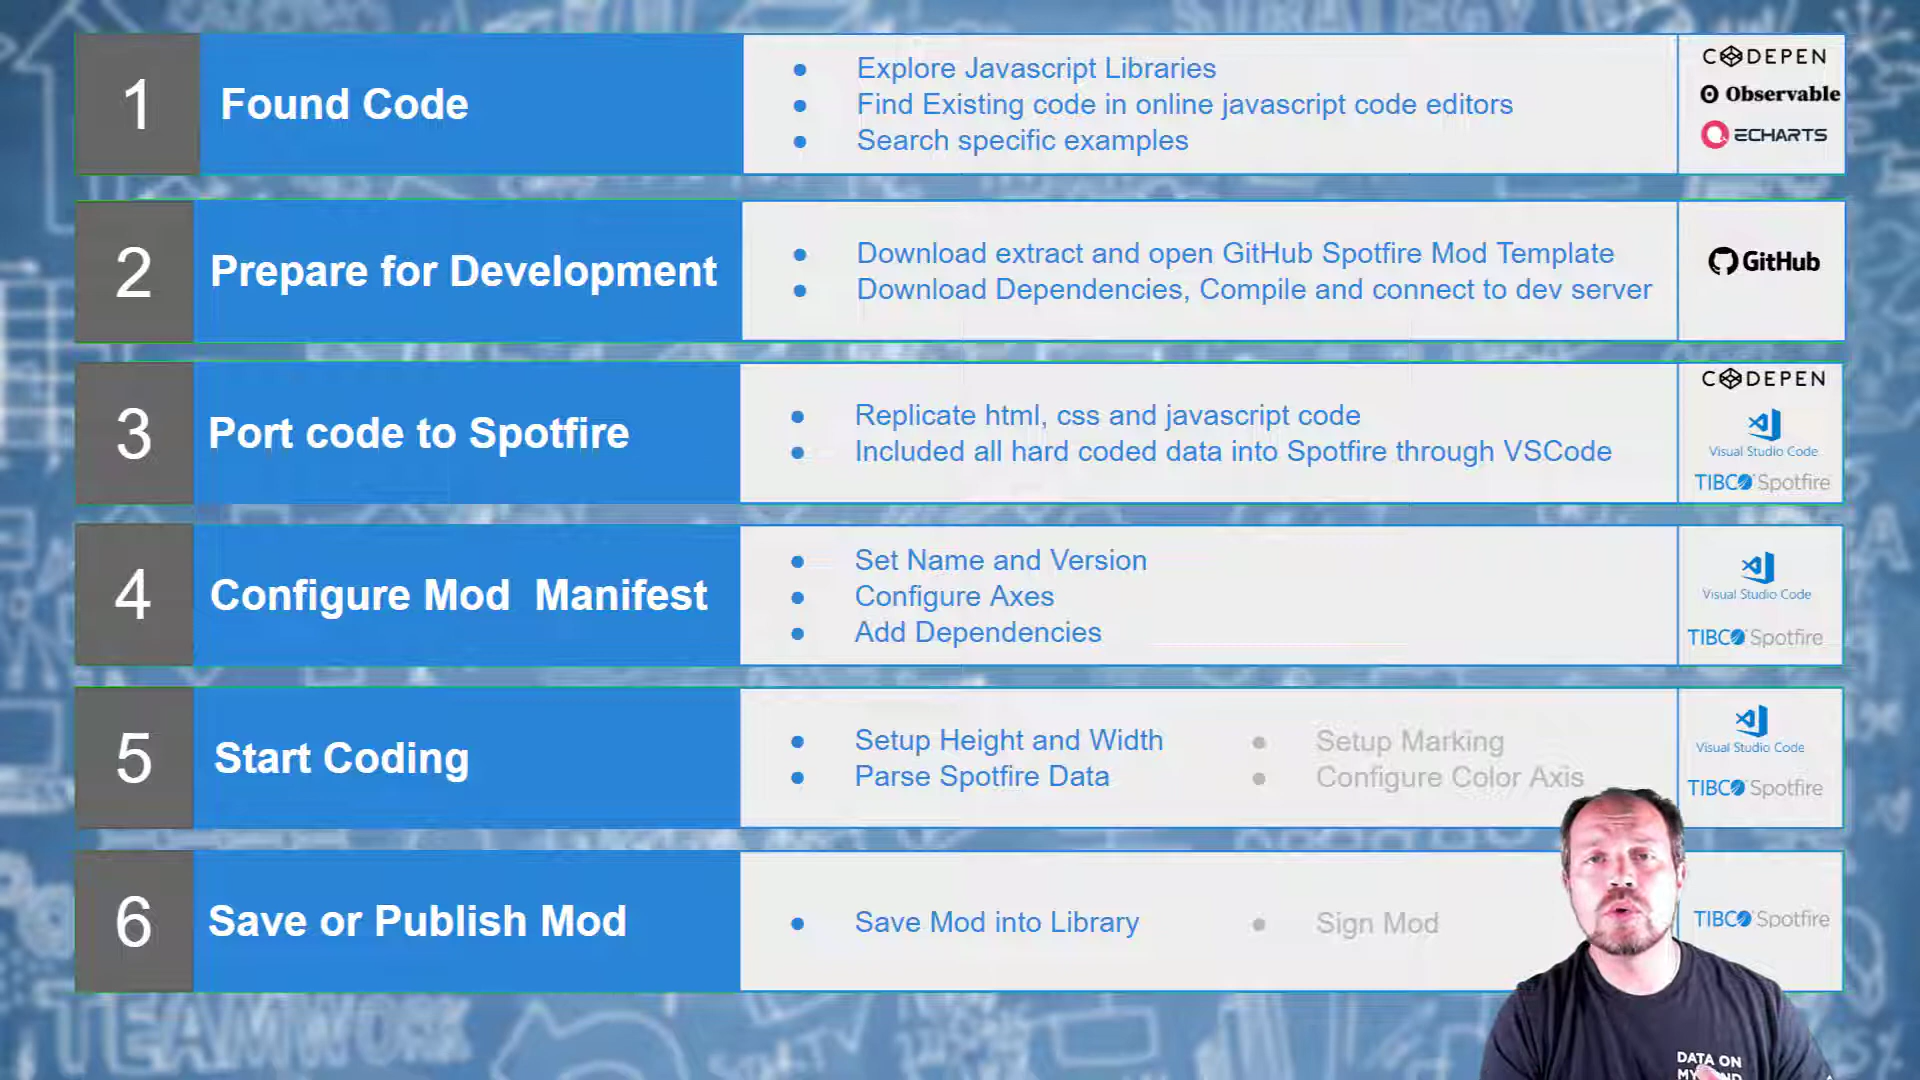 STRATEGY
1
Found Code
Explore Javascript Libraries
Find Existing code in online javascript code editors
Search specific examples
CODEPEN
Observable
ECHARTS
2
Prepare for Development
Download extract and open GitHub Spotfire Mod Template
Download Dependencies, Compile and connect to dev server
GitHub
3
Port code to Spotfire
Replicate html, css and javascript code
Included all hard coded data into Spotfire through VSCode
CODEPEN
Visual Studio Code
TIBCO Spotfire
4
Configure Mod  Manifest
Set Name and Version
Configure Axes
Add Dependencies
Visual Studio Code
TIBCO Spotfire
5
Start Coding
Setup Height and Width
Parse Spotfire Data
Setup Marking
Configure Color Axis
Visual Studio Code
TIBCO Spotfire
6
Save or Publish Mod
Save Mod into Library
Sign Mod
TIBCO Spotfire
TEAMWORK
DATA ON